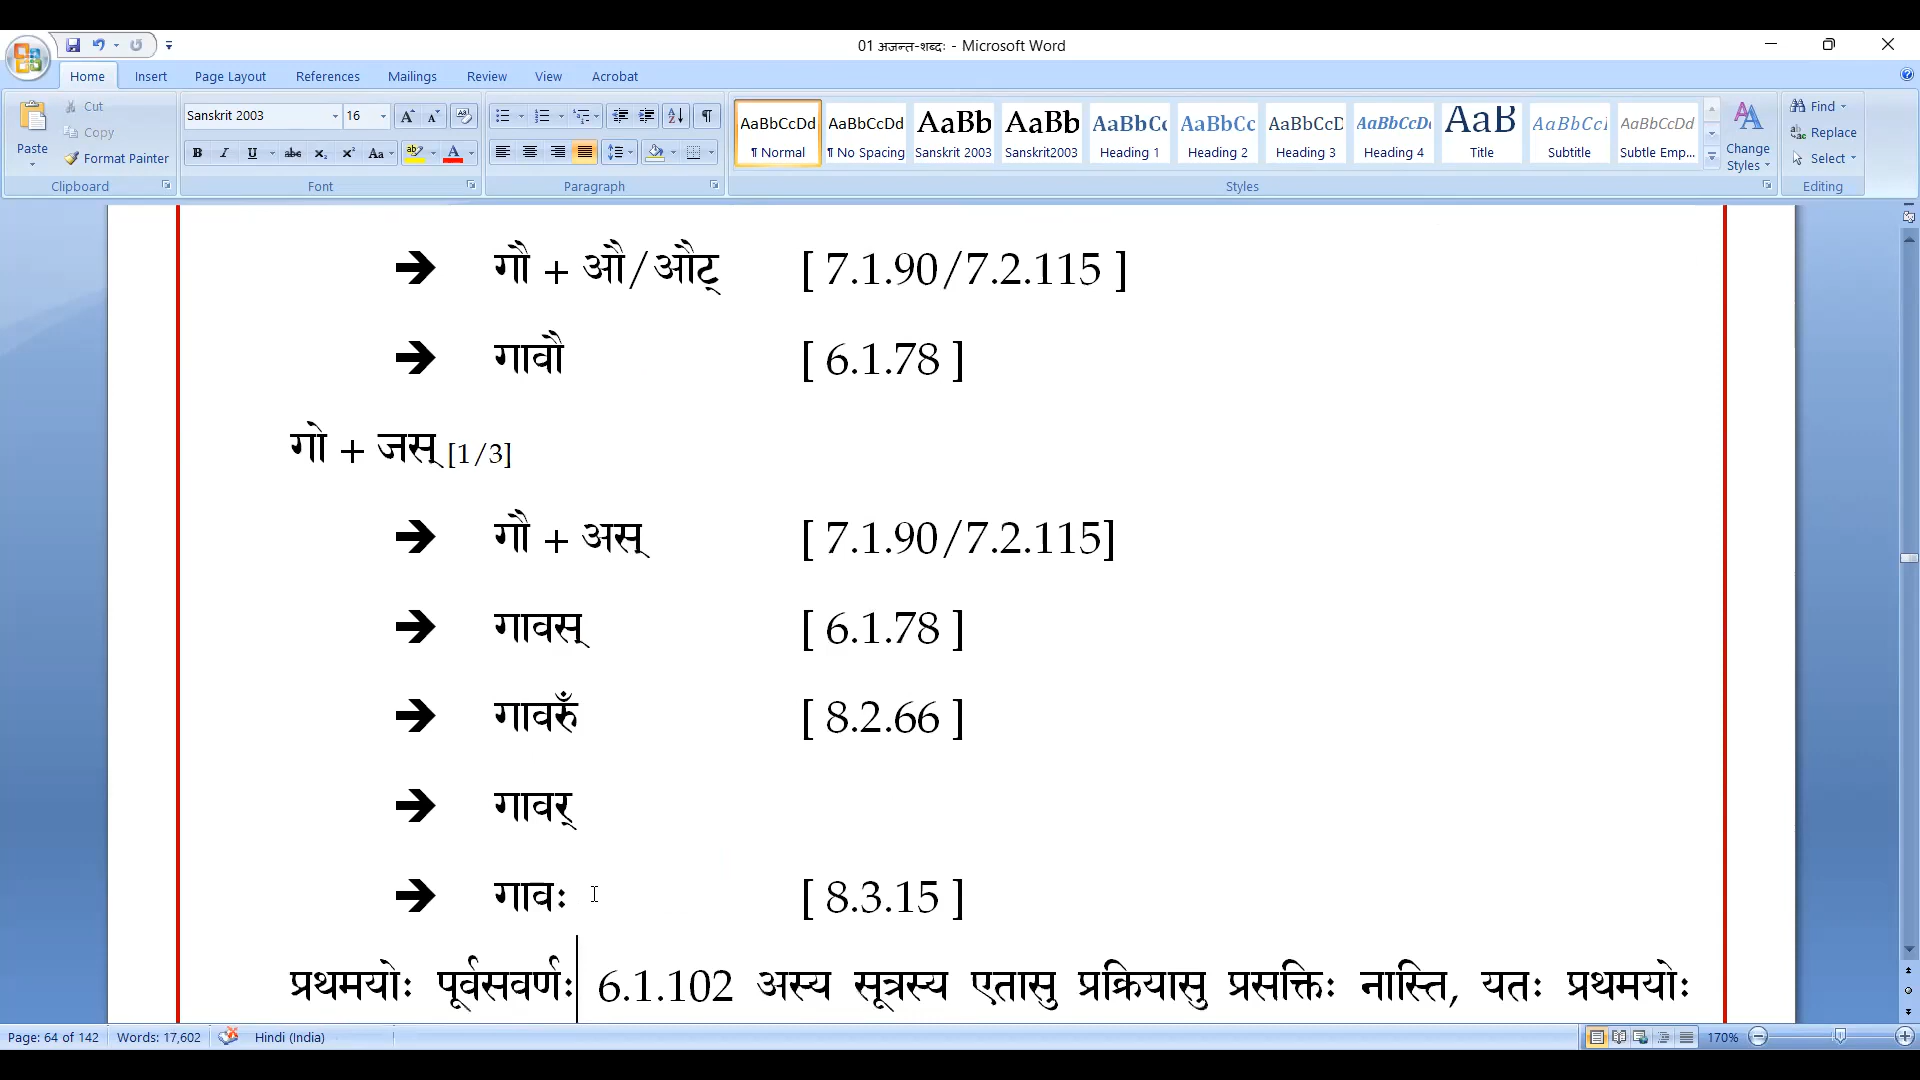 01 अजन्त-शब्दः - Microsoft Word
Home Insert Page Layout References Mailings Review View Acrobat
Paste Cut Copy Format Painter
Sanskrit 2003 16
AaBbCcDd AaBbCcDd AaBb AaBb AaBbCc AaBbCc AaBbCcD AaBbCcD AaB AaBbCcI AaBbCcDd
¶ Normal ¶ No Spacing Sanskrit 2003 Sanskrit2003 Heading 1 Heading 2 Heading 3 Heading 4 Title Subtitle Subtle Emp...
Change Styles
Find Replace Select
Clipboard Font Paragraph Styles Editing
➔ गौ + औ/औट् [ 7.1.90/7.2.115 ]
➔ गावौ [ 6.1.78 ]
गो + जस् [1/3]
➔ गौ + अस् [ 7.1.90/7.2.115]
➔ गावस् [ 6.1.78 ]
➔ गावरुँ [ 8.2.66 ]
➔ गावर्
➔ गावः [ 8.3.15 ]
प्रथमयोः पूर्वसवर्णः 6.1.102 अस्य सूत्रस्य एतासु प्रक्रियासु प्रसक्तिः नास्ति, यतः प्रथमयोः
Page: 64 of 142 Words: 17,602 Hindi (India) 170%